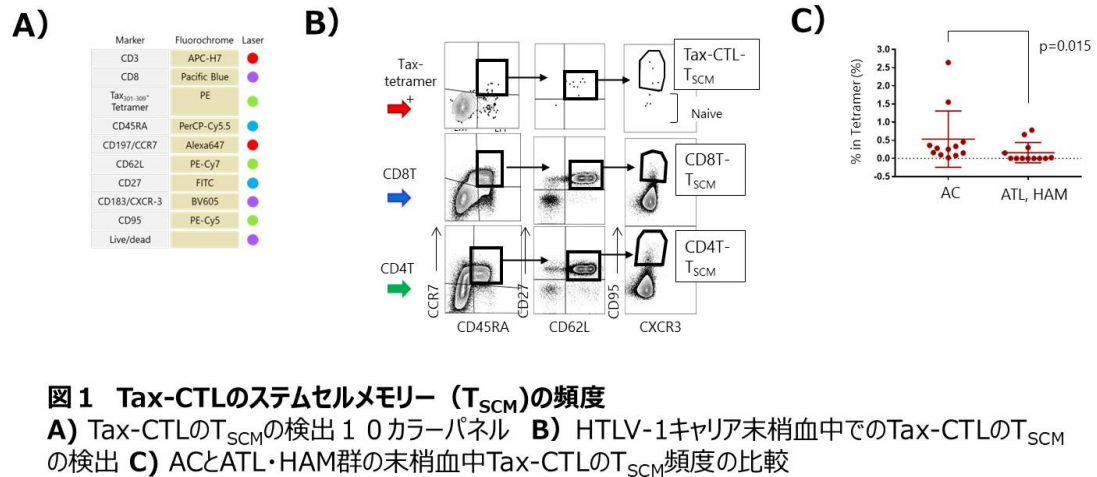 A)
Marker Fluorochrome Laser
CD3 APC-H7
CD8 Pacific Blue
Tax301-309- Tetramer PE
CD45RA PerCP-Cy5.5
CD197/CCR7 Alexa647
CD62L PE-Cy7
CD27 FITC
CD183/CXCR-3 BV605
CD95 PE-Cy5
Live/dead
B)
Tax-
tetramer
+
Tax-CTL-
TSCM
Naive
CD8T
CD8T-
TSCM
CD4T
CD4T-
TSCM
CCR7
CD27
CD95
CD45RA
CD62L
CXCR3
C)
p=0.015
% in Tetramer (%)
3.0
2.5
2.0
1.5
1.0
0.5
0.0
-0.5
AC
ATL, HAM
図1 Tax-CTLのステムセルメモリー(TSCM)の頻度
A) Tax-CTLのTSCMの検出10カラーパネル B) HTLV-1キャリア末梢血中でのTax-CTLのTSCM
の検出 C) ACとATL・HAM群の末梢血中Tax-CTLのTSCM頻度の比較